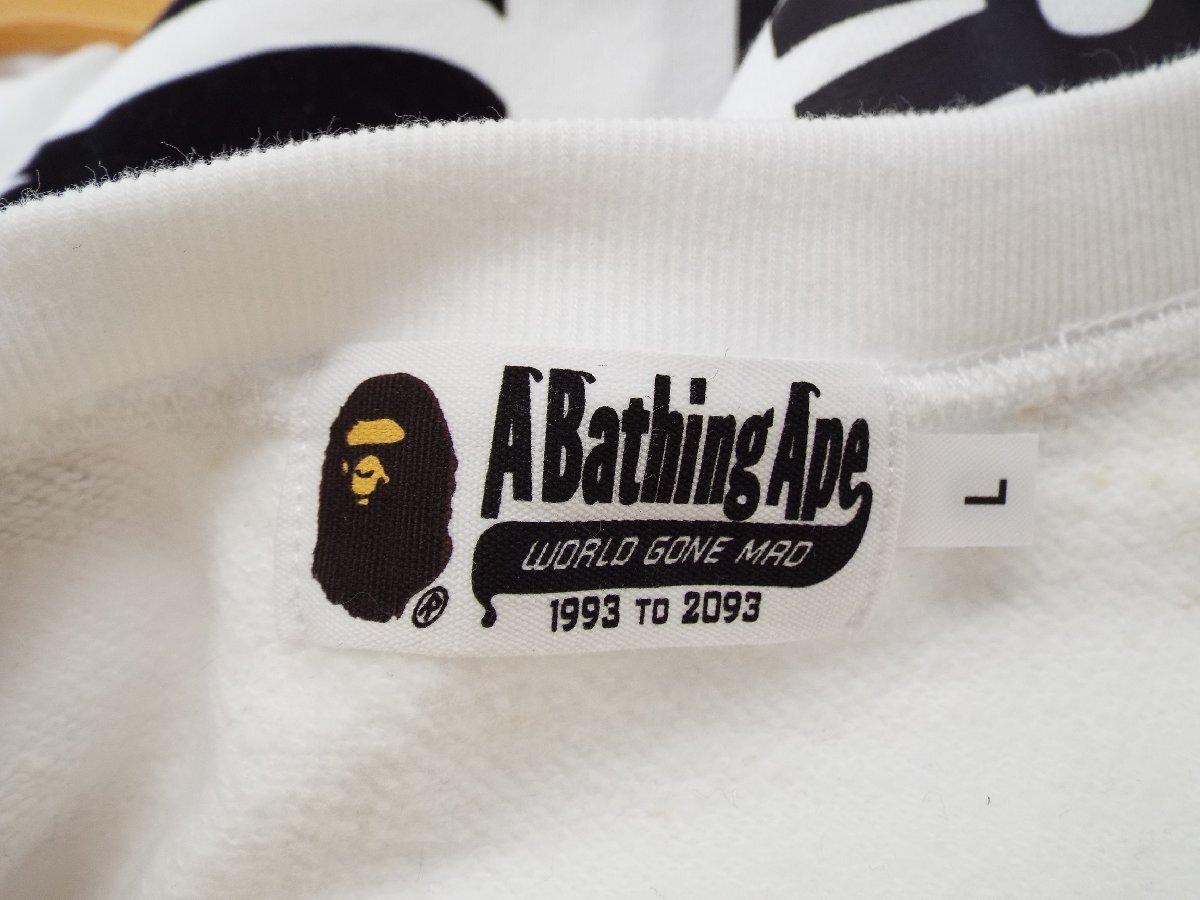 A Bathing Ape
WORLD GONE MAD
1993 TO 2093
®
L